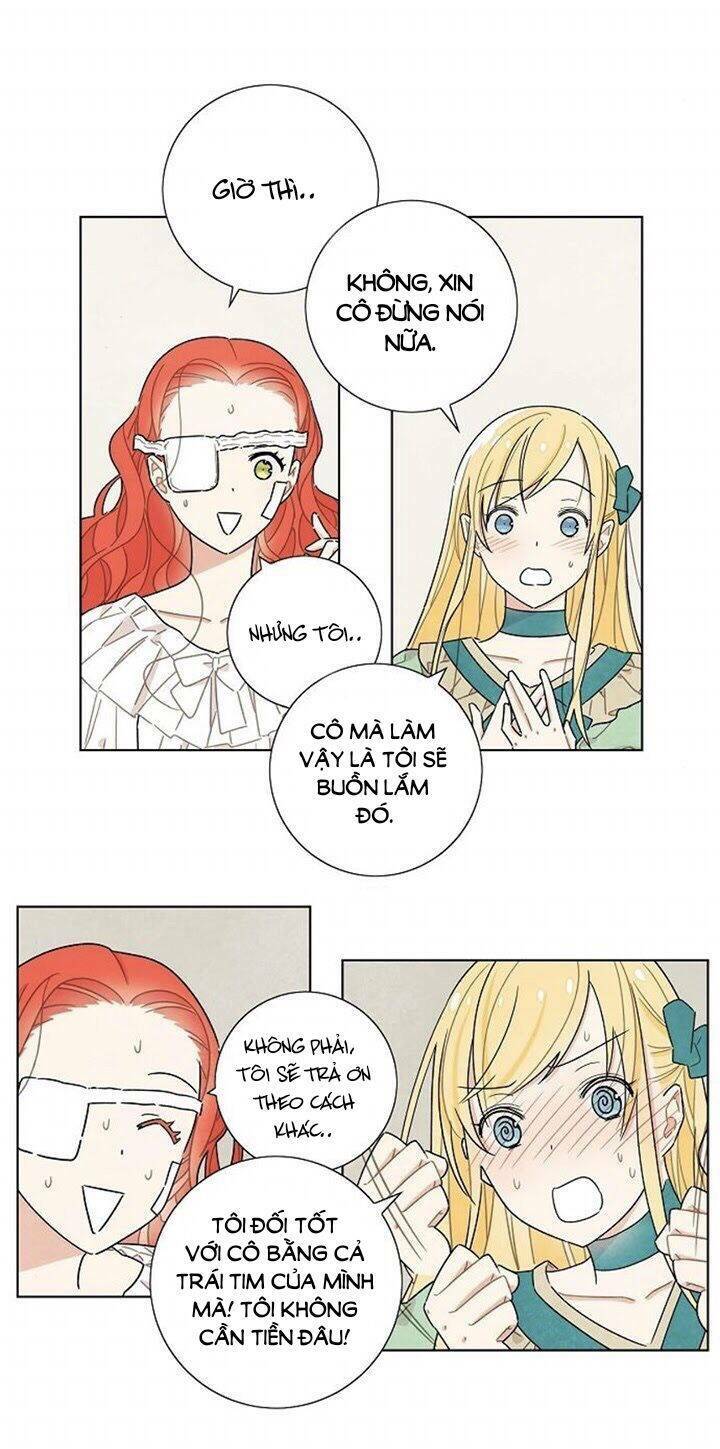 GIỜ THÌ..
KHÔNG, XIN
CÔ ĐỪNG NÓI
NỮA.
NHƯNG TÔI..
CÔ MÀ LÀM
VẬY LÀ TÔI SẼ
BUỒN LẮM
ĐÓ.
KHÔNG PHẢI,
TÔI SẼ TRẢ ƠN
THEO CÁCH
KHÁC..
TÔI ĐỐI TỐT
VỚI CÔ BẰNG CẢ
TRÁI TIM CỦA MÌNH
MÀ! TÔI KHÔNG
CẦN TIỀN ĐÂU!